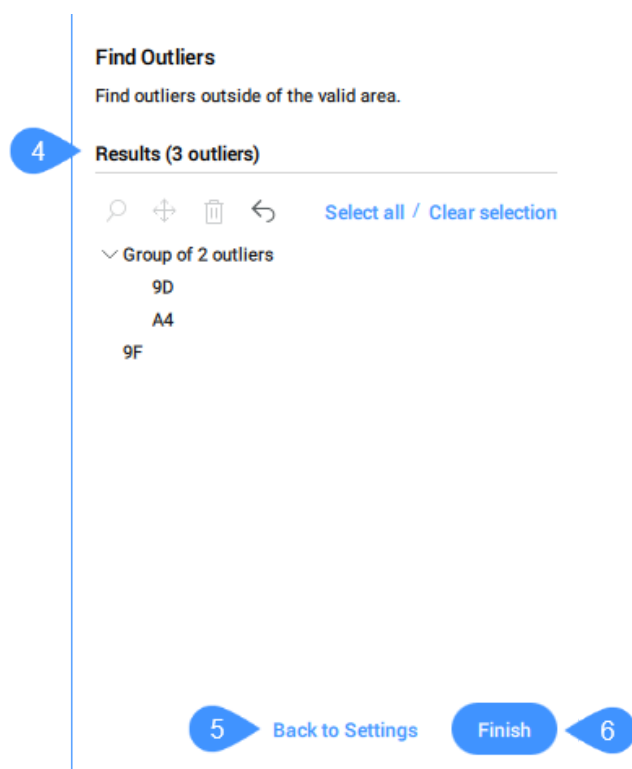 Find Outliers
Find outliers outside of the valid area.
4
Results (3 outliers)
Select all / Clear selection
Group of 2 outliers
9D
A4
9F
5
Back to Settings
Finish
6